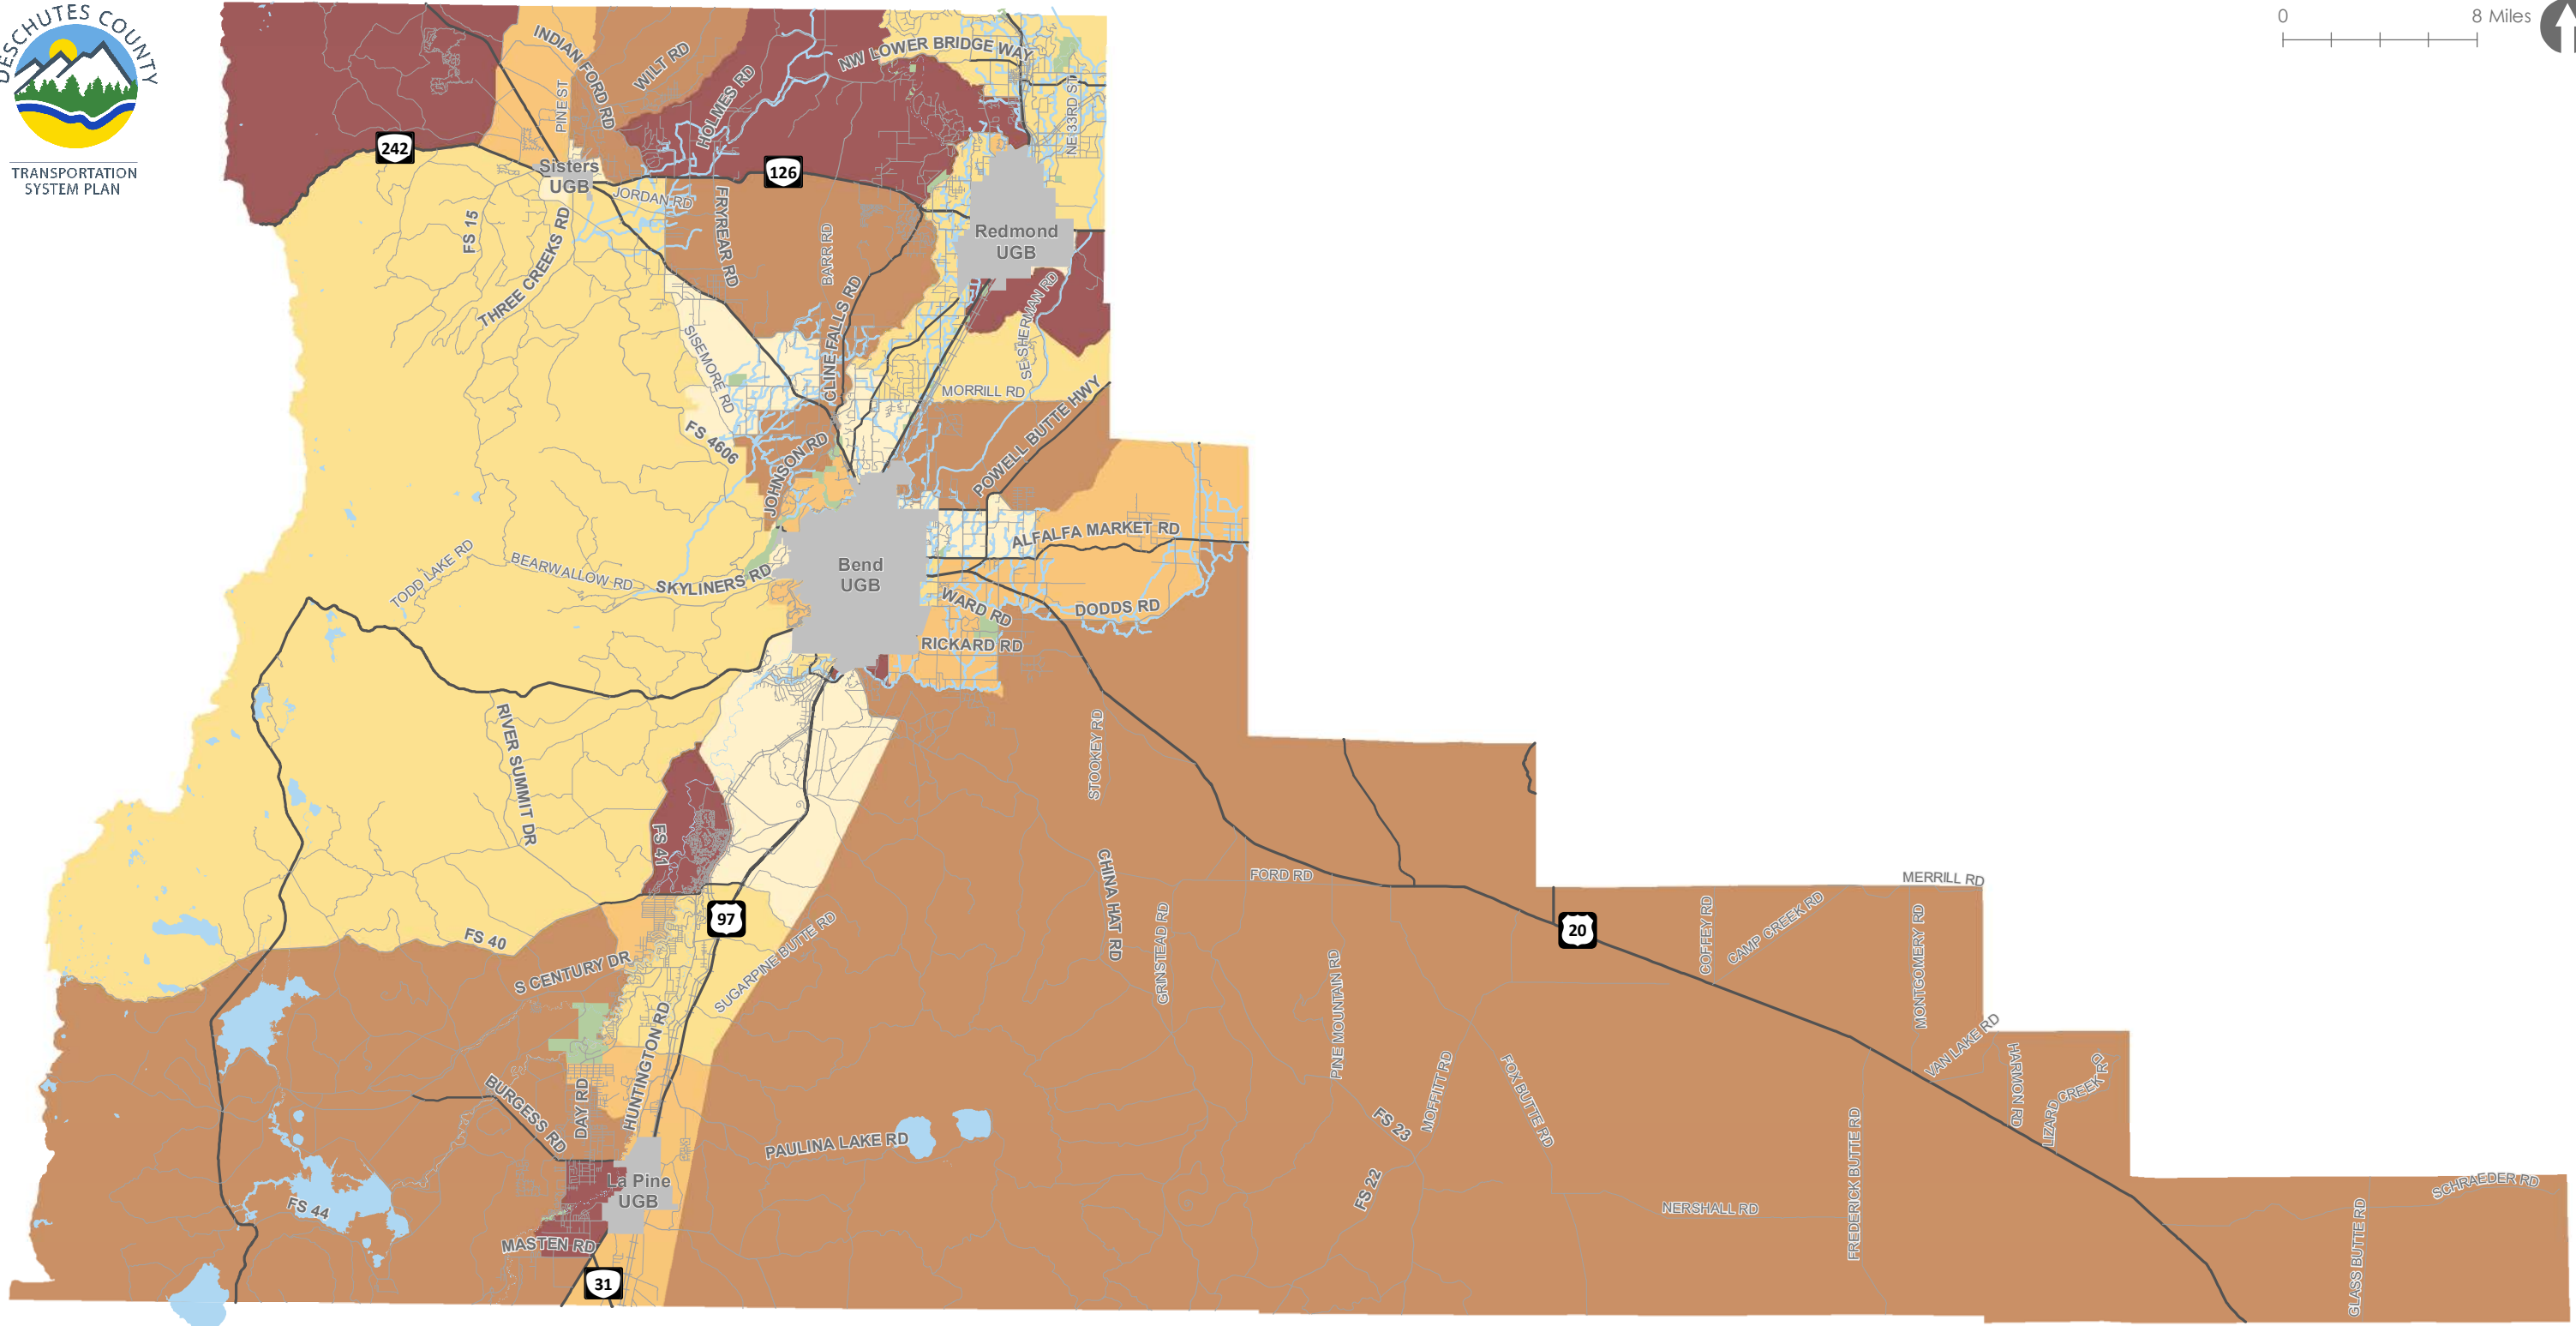 DESCHUTES COUNTY
TRANSPORTATION
SYSTEM PLAN
0
8 Miles
INDIAN FORD RD
WILT RD
PINE ST
HOLMES RD
NW LOWER BRIDGE WAY
NE 33RD ST
242
126
Sisters
UGB
JORDAN RD
FRYREAR RD
BARR RD
CLINE FALLS RD
Redmond
UGB
SE SHERMAN RD
FS 15
THREE CREEKS RD
SISEMORE RD
MORRILL RD
POWELL BUTTE HWY
FS 4606
JOHNSON RD
ALFALFA MARKET RD
TODD LAKE RD
BEARWALLOW RD
SKYLINERS RD
Bend
UGB
WARD RD
DODDS RD
RICKARD RD
RIVER SUMMIT DR
STOOKEY RD
FS 41
CHINA HAT RD
FORD RD
MERRILL RD
97
20
FS 40
S CENTURY DR
SUGARPINE BUTTE RD
GRINSTEAD RD
PINE MOUNTAIN RD
COFFEY RD
CAMP CREEK RD
MONTGOMERY RD
VAN LAKE RD
HARMON RD
LIZARD CREEK RD
HUNTINGTON RD
BURGESS RD
DAY RD
PAULINA LAKE RD
FS 23
MOFFITT RD
FOX BUTTE RD
FREDERICK BUTTE RD
La Pine
UGB
FS 44
FS 22
NERSHALL RD
SCHRAEDER RD
GLASS BUTTE RD
MASTEN RD
31